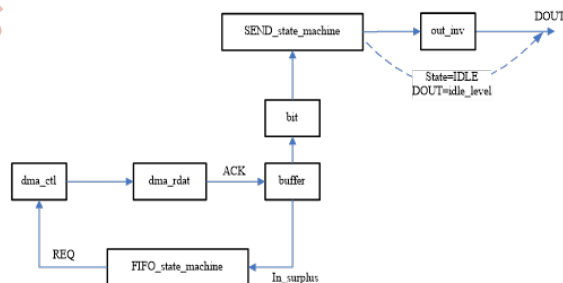 DOUT
SEND_state_machine
out_inv
State=IDLE
DOUT=idle_level
bit
dma_ctl
dma_rdat
ACK
buffer
REQ
FIFO_state_machine
In_surplus